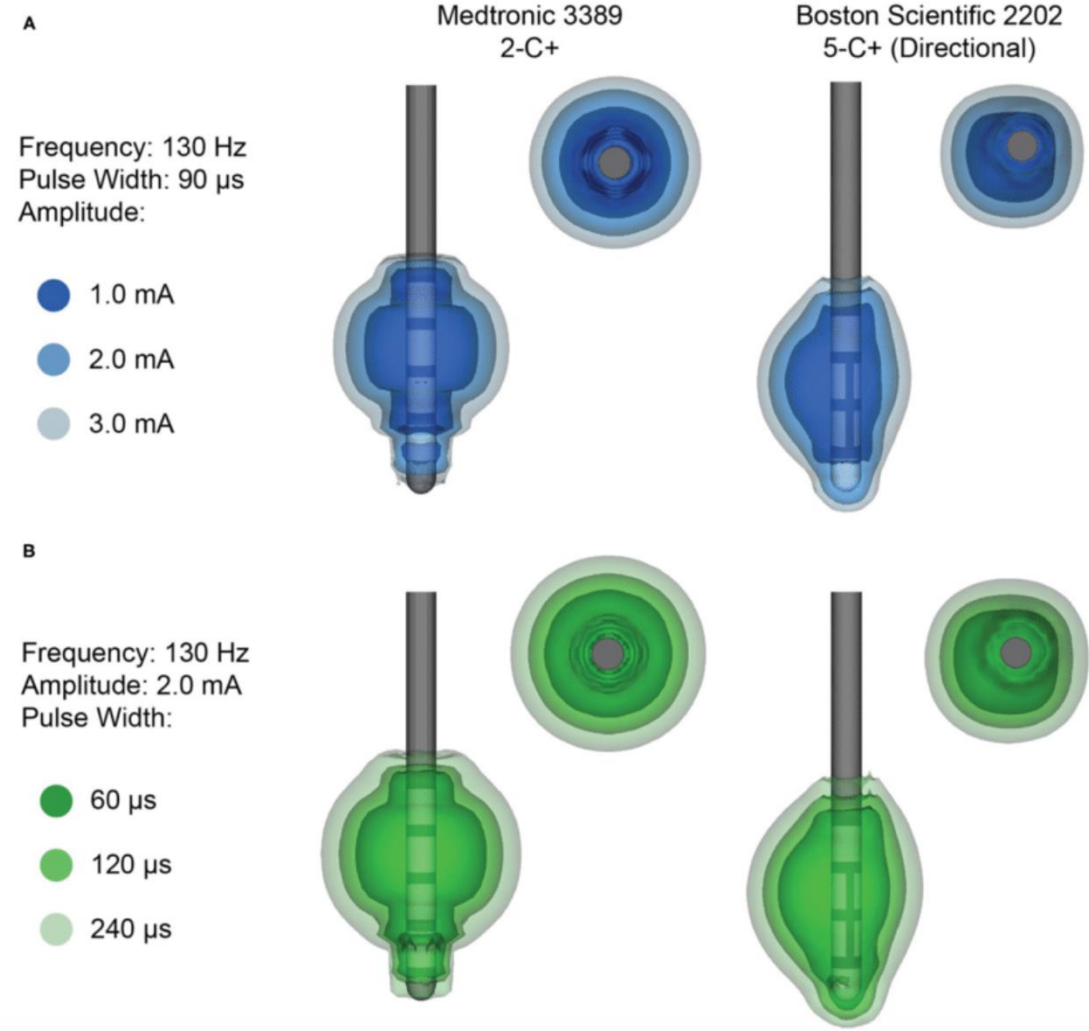 A
Medtronic 3389
2-C+
Boston Scientific 2202
5-C+ (Directional)
Frequency: 130 Hz
Pulse Width: 90 µs
Amplitude:
1.0 mA
2.0 mA
3.0 mA
B
Frequency: 130 Hz
Amplitude: 2.0 mA
Pulse Width:
60 µs
120 µs
240 µs